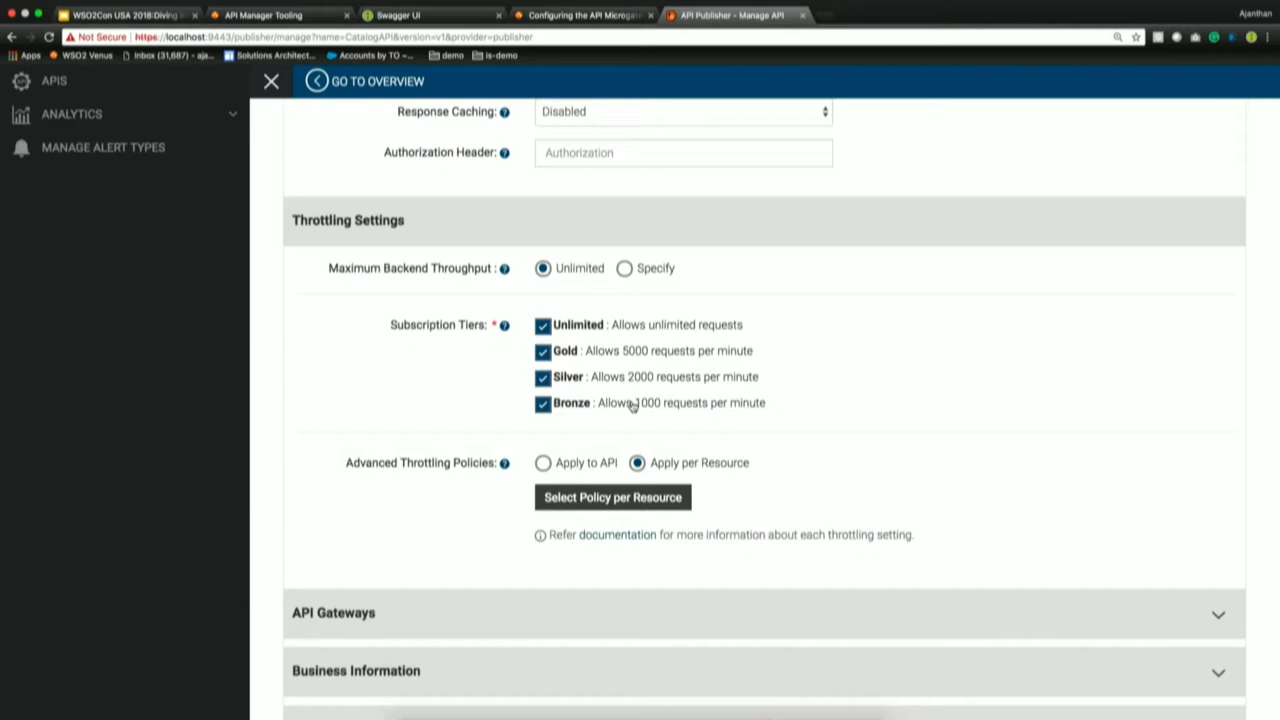 WSO2Con USA 2018:Diving
API Manager Tooling
Swagger UI
Configuring the API Microgate
API Publisher - Manage API
Ajanthan
Not Secure | https://localhost:9443/publisher/manage?name=CatalogAPI&version=v1&provider=publisher
Apps
WSO2 Venus
Inbox (31,687) - aja...
Solutions Architect...
Accounts by TO –...
demo
is-demo
APIS
GO TO OVERVIEW
ANALYTICS
MANAGE ALERT TYPES
Response Caching: Disabled
Authorization Header: Authorization
Throttling Settings
Maximum Backend Throughput : Unlimited Specify
Subscription Tiers: * Unlimited : Allows unlimited requests
Gold : Allows 5000 requests per minute
Silver : Allows 2000 requests per minute
Bronze : Allows 1000 requests per minute
Advanced Throttling Policies: Apply to API Apply per Resource
Select Policy per Resource
Refer documentation for more information about each throttling setting.
API Gateways
Business Information